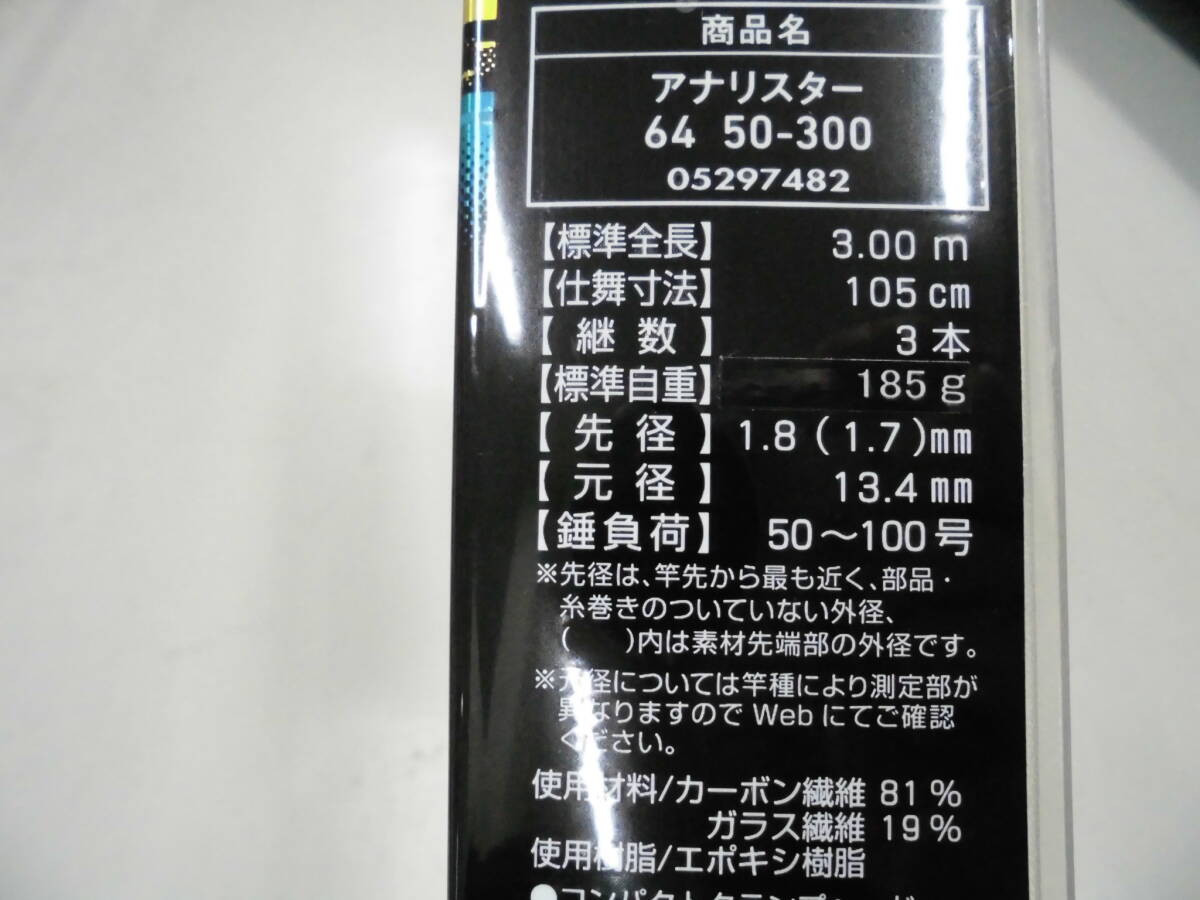 商品名
アナリスター
64 50-300
05297482
【標準全長】 3.00 m
【仕舞寸法】 105 cm
【継数】 3 本
【標準自重】 185 g
【先径】 1.8 (1.7)mm
【元径】 13.4 mm
【錘負荷】 50～100号
※先径は、竿先から最も近く、部品・
糸巻きのついていない外径、
(　　)内は素材先端部の外径です。
※元径については竿種により測定部が
異なりますので Web にてご確認
ください。
使用材料/カーボン繊維 81 %
ガラス繊維 19 %
使用樹脂/エポキシ樹脂